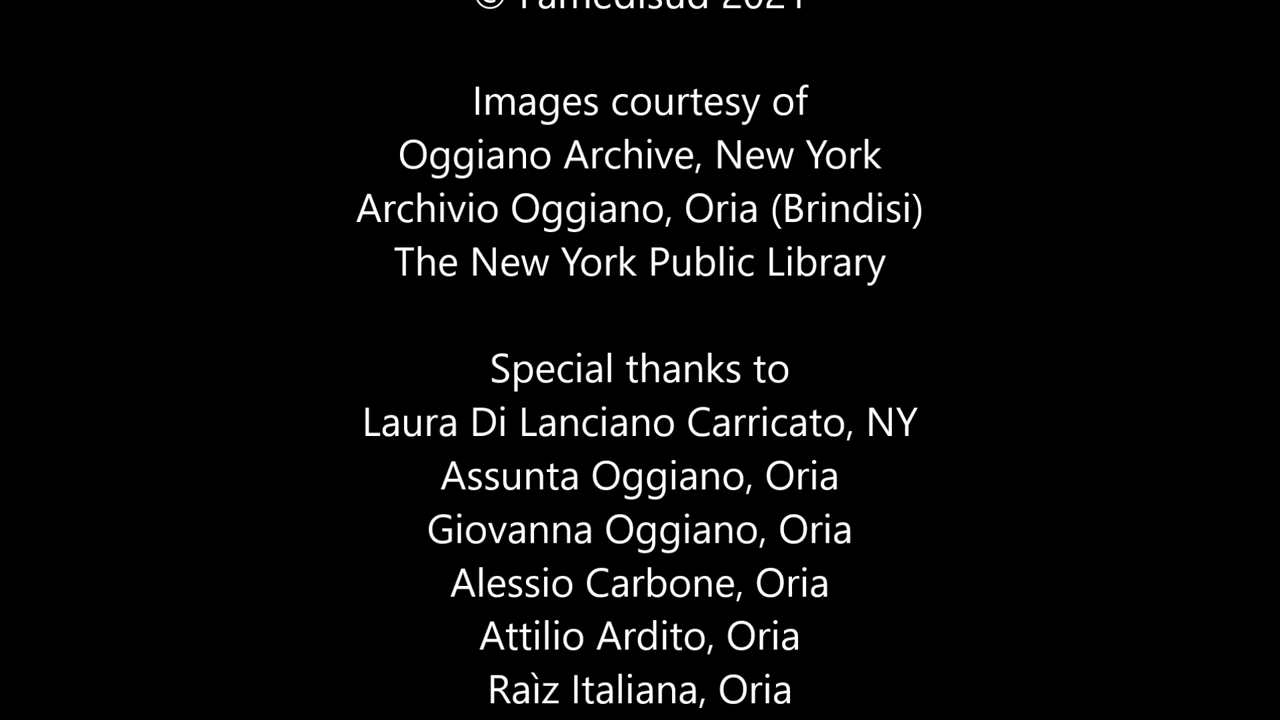 © Famedisud 2021
Images courtesy of
Oggiano Archive, New York
Archivio Oggiano, Oria (Brindisi)
The New York Public Library
Special thanks to
Laura Di Lanciano Carricato, NY
Assunta Oggiano, Oria
Giovanna Oggiano, Oria
Alessio Carbone, Oria
Attilio Ardito, Oria
Raìz Italiana, Oria